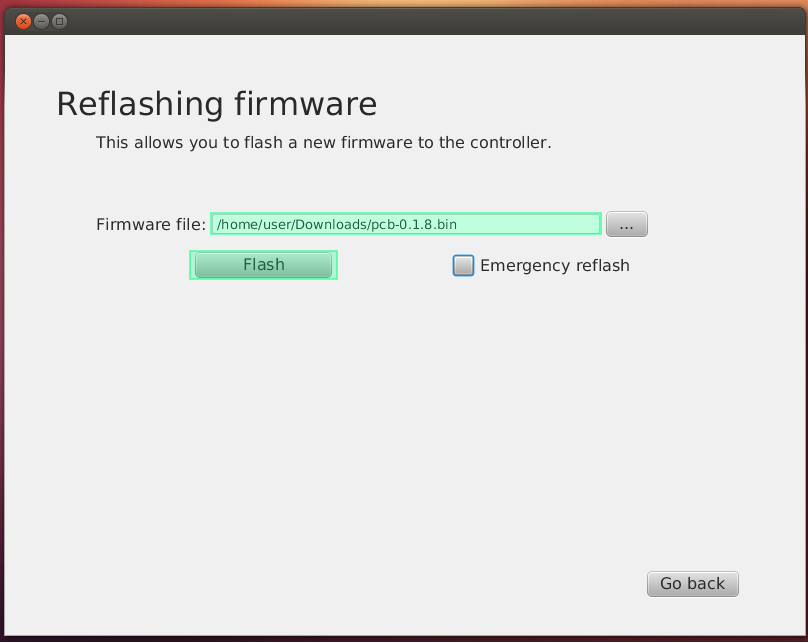 Reflashing firmware
This allows you to flash a new firmware to the controller.
Firmware file: /home/user/Downloads/pcb-0.1.8.bin ...
Flash Emergency reflash
Go back